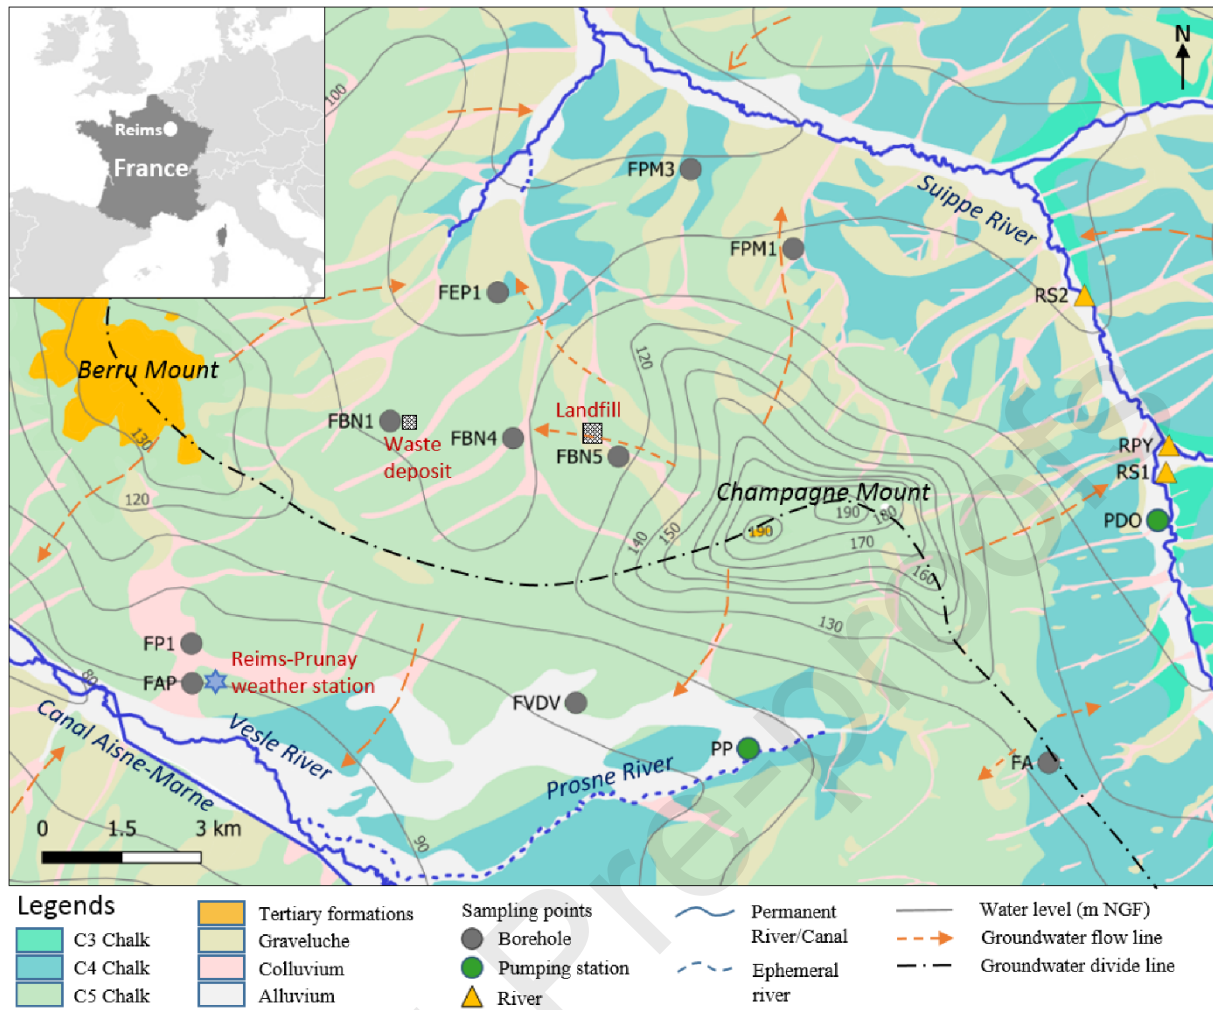 N
Reims
France
100
FPM3
Suippe River
FPM1
FEP1
RS2
120
Berru Mount
Landfill
FBN1
FBN4
Waste
deposit
FBN5
130
RPY
RS1
Champagne Mount
120
190
180
PDO
190
140
150
170
160
130
FP1
Reims-Prunay
weather station
FAP
80
FVDV
Canal Aisne-Marne
Vesle River
PP
Prosne River
FA
90
0 1.5 3 km
Pre-proof
Legends
C3 Chalk
C4 Chalk
C5 Chalk
Tertiary formations
Graveluche
Colluvium
Alluvium
Sampling points
Borehole
Pumping station
River
Permanent
River/Canal
Ephemeral
river
Water level (m NGF)
Groundwater flow line
Groundwater divide line